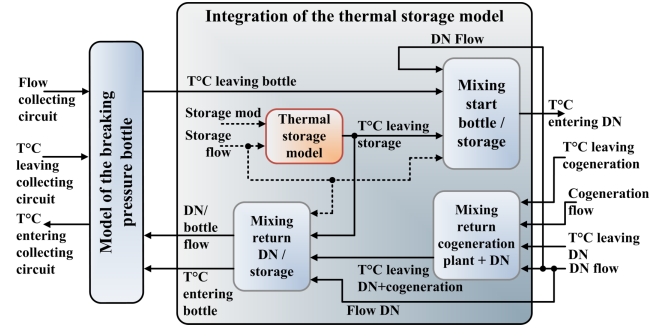 Integration of the thermal storage model
DN Flow
Flow
collecting
circuit
T°C
leaving
collecting
circuit
T°C
entering
collecting
circuit
Model of the breaking
pressure bottle
T°C leaving bottle
Storage mod
Storage
flow
Thermal
storage
model
T°C leaving
storage
Mixing
start
bottle /
storage
T°C
entering DN
T°C leaving
cogeneration
Cogeneration
flow
T°C leaving
DN
DN flow
DN/
bottle
flow
T°C
entering
bottle
Mixing
return
DN /
storage
Mixing
return
cogeneration
plant + DN
T°C leaving
DN+cogeneration
Flow DN